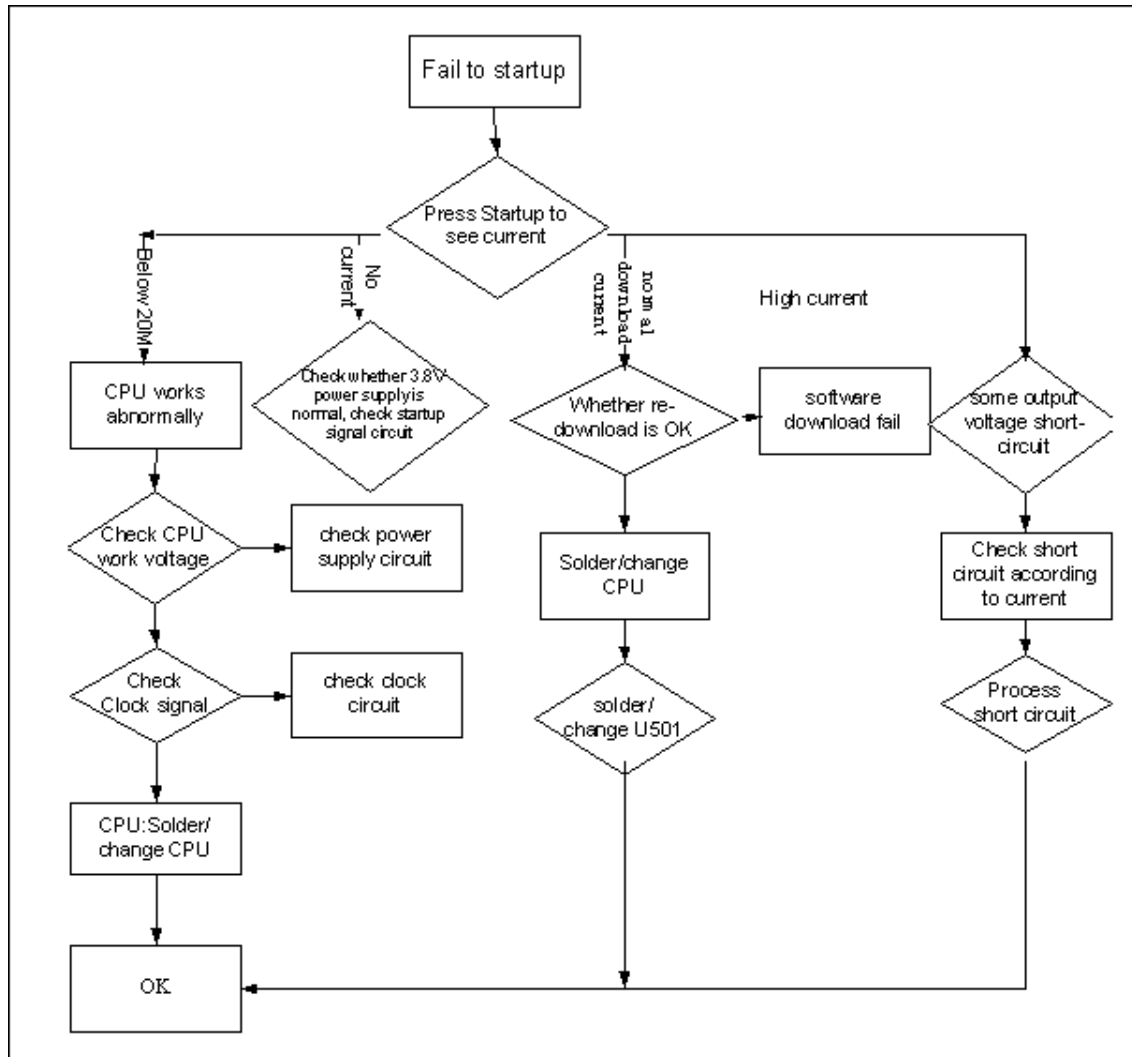 Fail to startup
Press Startup to
see current
Below 20M
No
current
nomal
download
current
High current
CPU works
abnormally
Check whether 3.8V
power supply is
normal, check startup
signal circuit
Whether re-
download is OK
software
download fail
some output
voltage short-
circuit
Check CPU
work voltage
check power
supply circuit
Solder/change
CPU
Check short
circuit according
to current
Check
Clock signal
check clock
circuit
solder/
change U501
Process
short circuit
CPU:Solder/
change CPU
OK